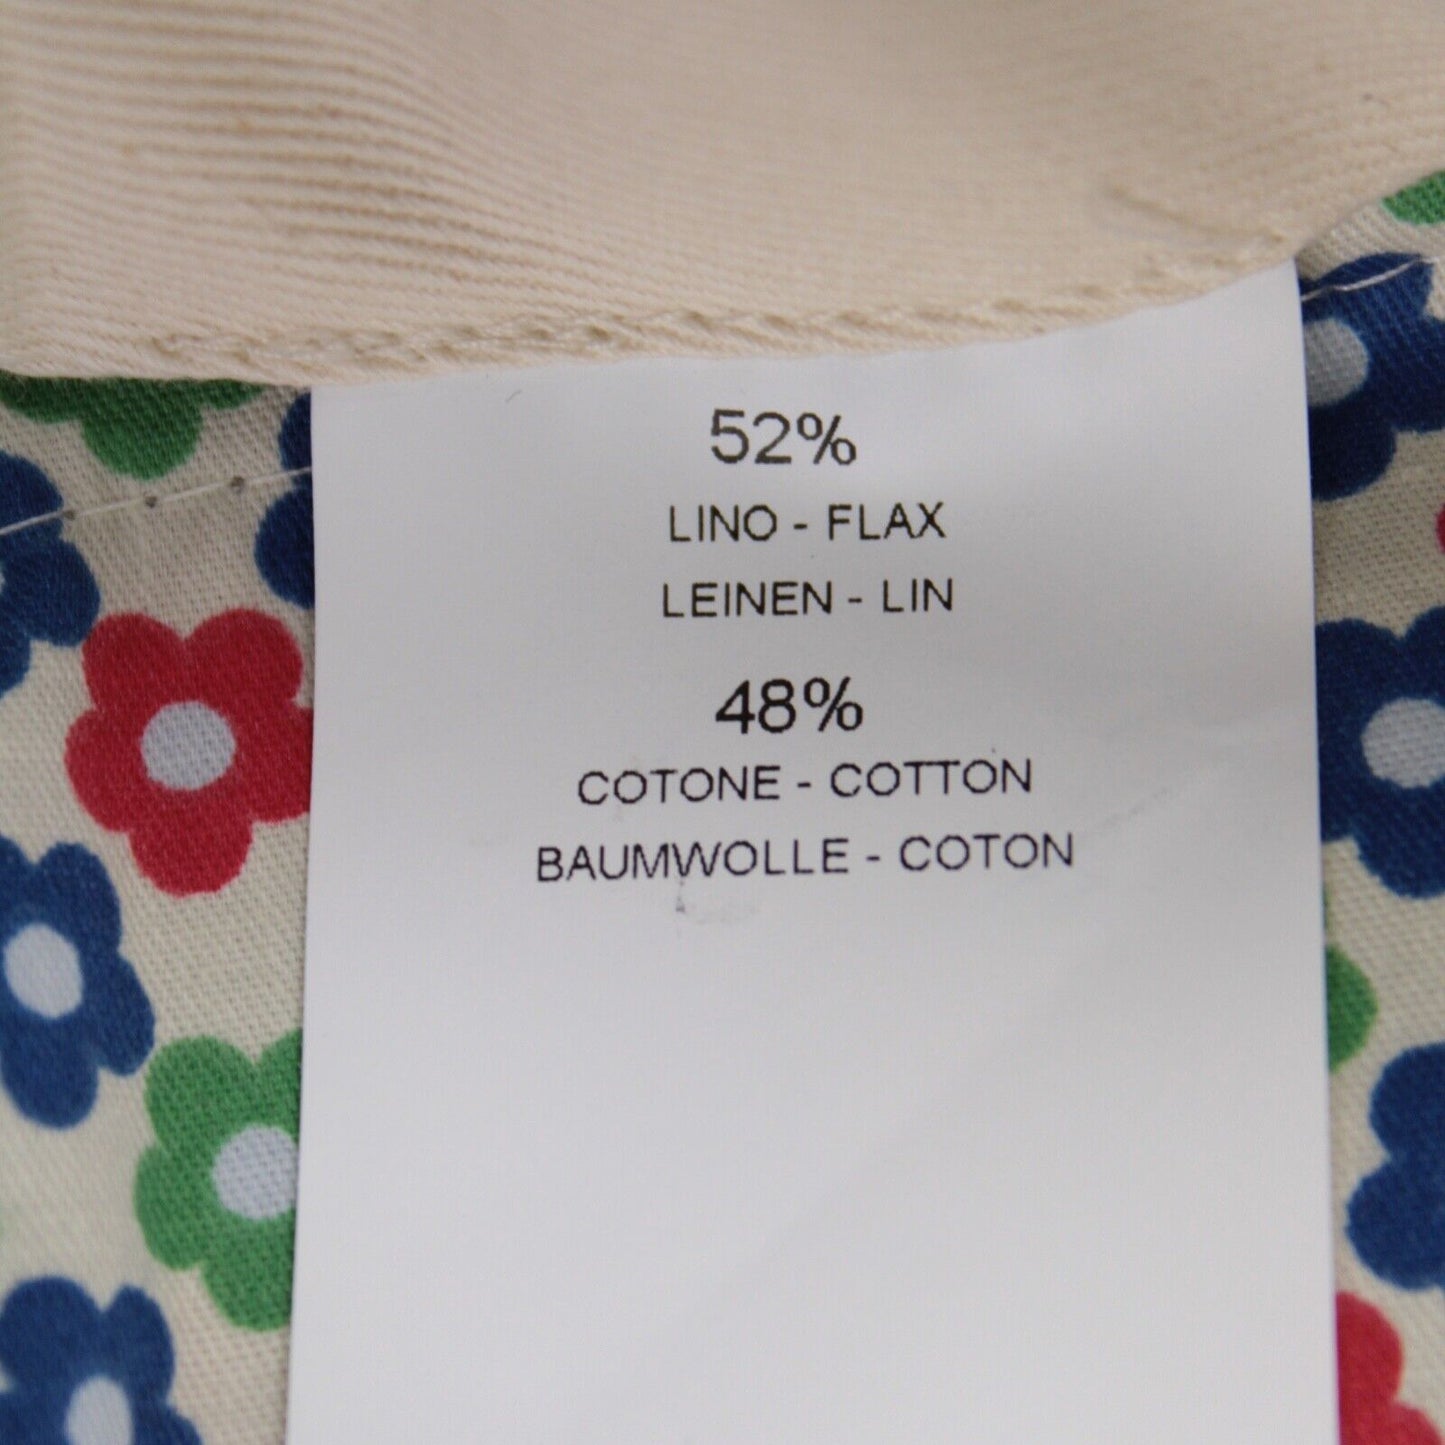 52%
LINO - FLAX
LEINEN - LIN
48%
COTONE - COTTON
BAUMWOLLE - COTON